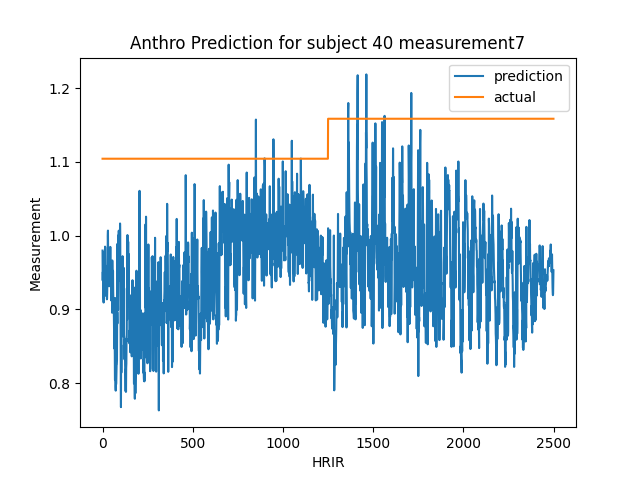 Anthro Prediction for subject 40 measurement7
prediction
actual
1.2
1.1
1.0
0.9
0.8
Measurement
0
500
1000
1500
2000
2500
HRIR